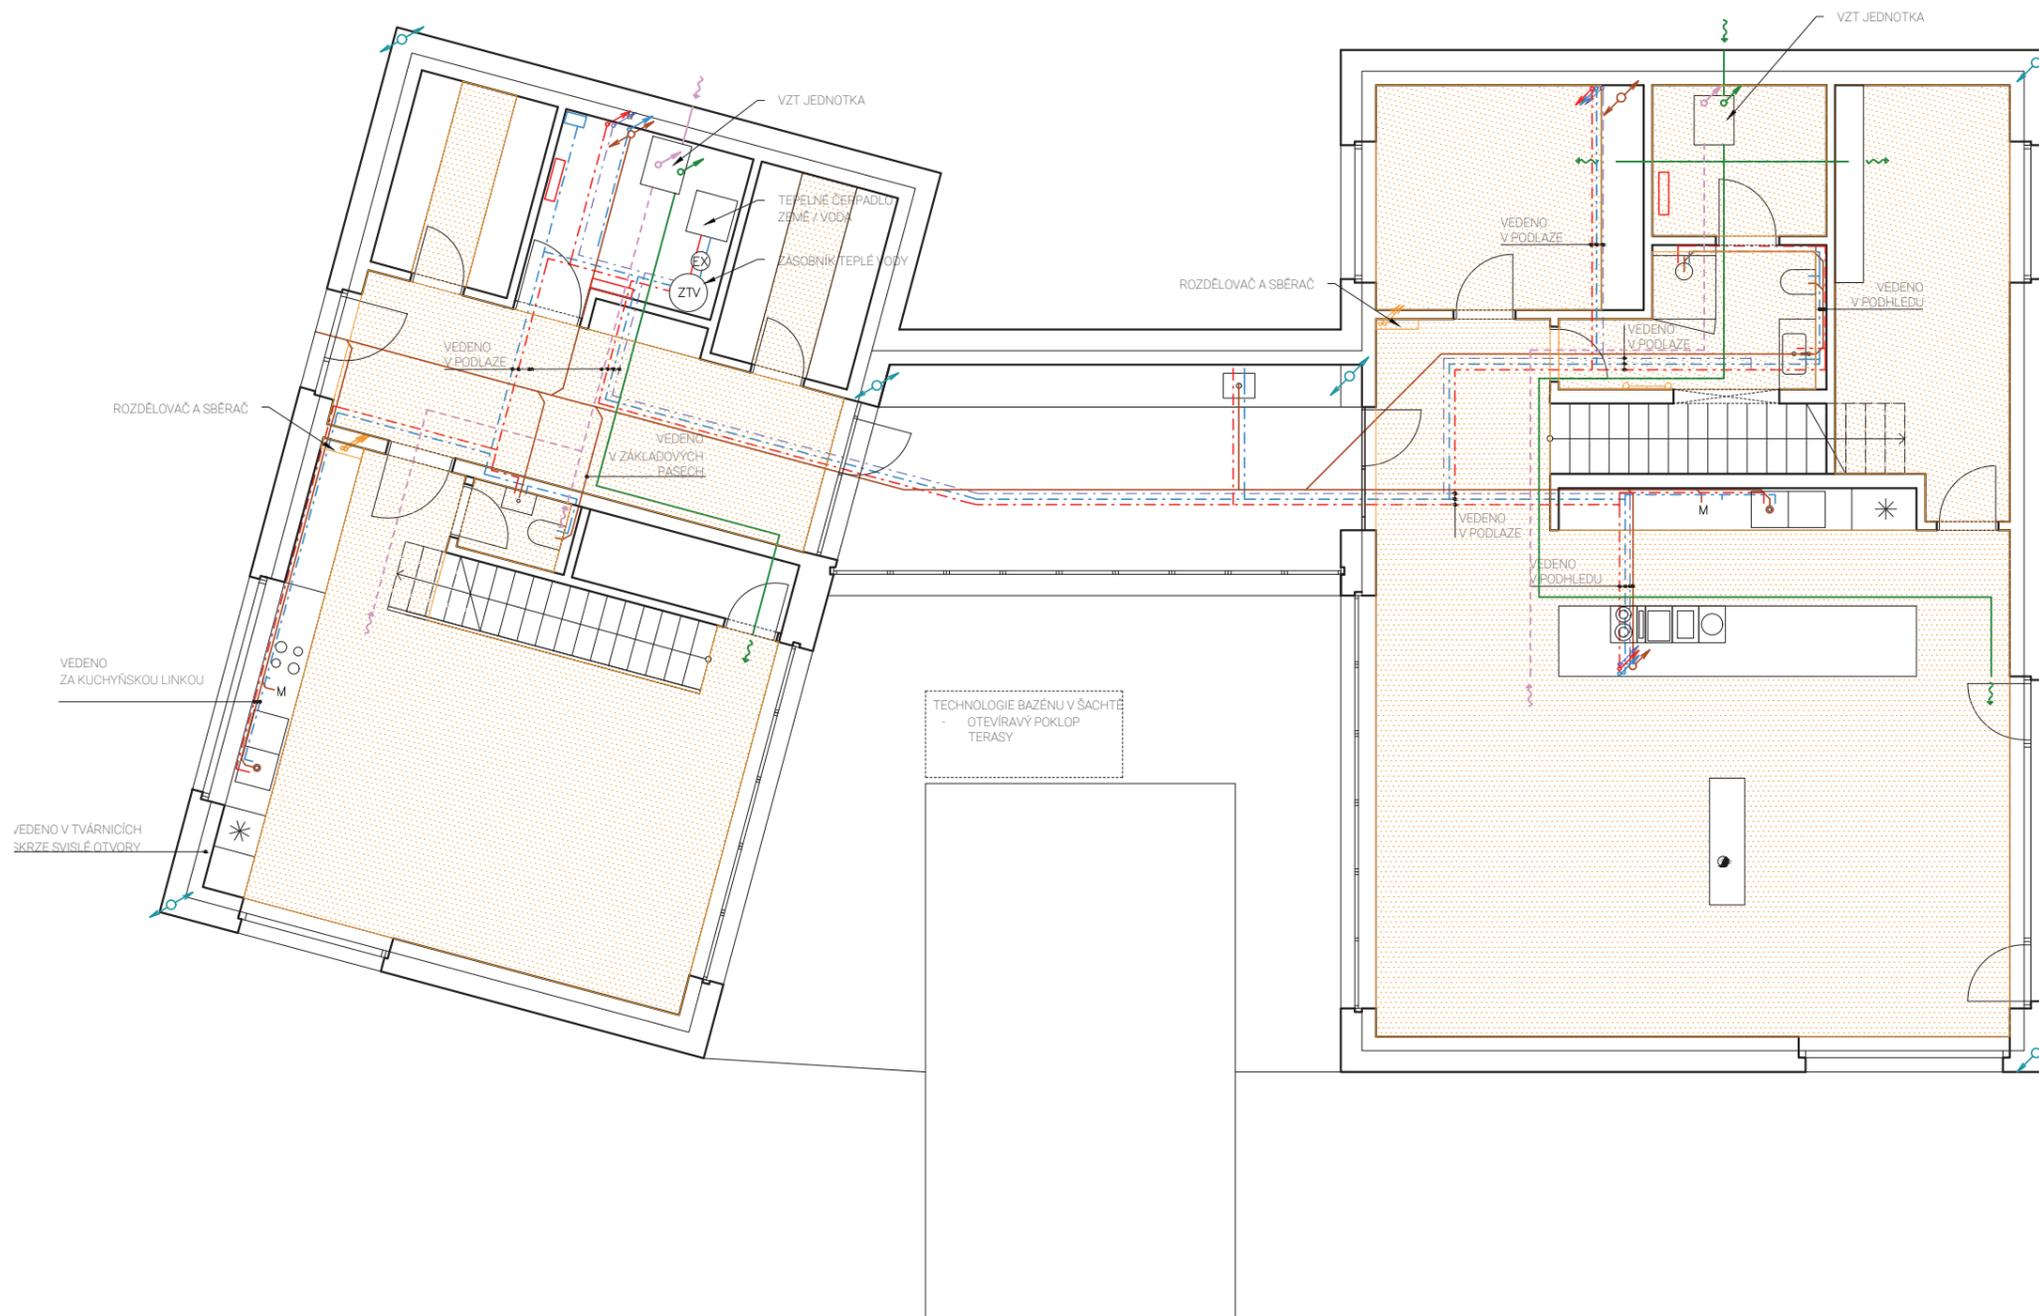 VZT JEDNOTKA
VZT JEDNOTKA
TEPELNÉ ČERPADLO
ZEMĚ / VODA
ZÁSOBNÍK TEPLÉ VODY
EX
ZTV
VEDENO
V PODLAZE
ROZDĚLOVAČ A SBĚRAČ
VEDENO
V PODHLEDU
VEDENO
V PODLAZE
VEDENO
V PODLAZE
ROZDĚLOVAČ A SBĚRAČ
VEDENO
V ZÁKLADOVÝCH
PASECH
M
VEDENO
V PODLAZE
VEDENO
V PODHLEDU
VEDENO
ZA KUCHYŇSKOU LINKOU
M
TECHNOLOGIE BAZÉNU V ŠACHTĚ
- OTEVÍRAVÝ POKLOP
TERASY
VEDENO V TVÁRNICÍCH
SKRZE SVISLÉ OTVORY